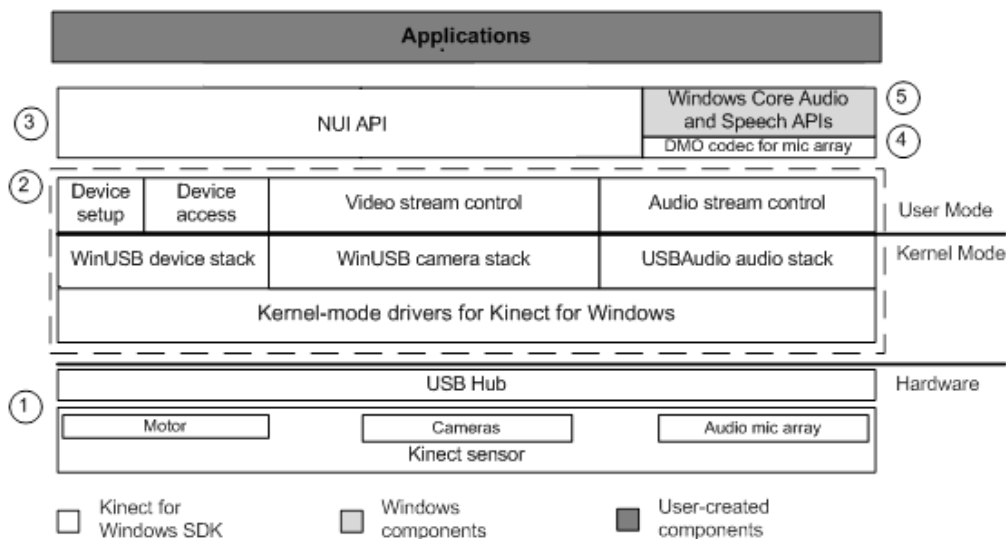 Applications
3
NUI API
Windows Core Audio
and Speech APIs
5
DMO codec for mic array
4
2
Device
setup
Device
access
Video stream control
Audio stream control
User Mode
WinUSB device stack
WinUSB camera stack
USBAudio audio stack
Kernel Mode
Kernel-mode drivers for Kinect for Windows
USB Hub
Hardware
1
Motor
Cameras
Audio mic array
Kinect sensor
Kinect for
Windows SDK
Windows
components
User-created
components